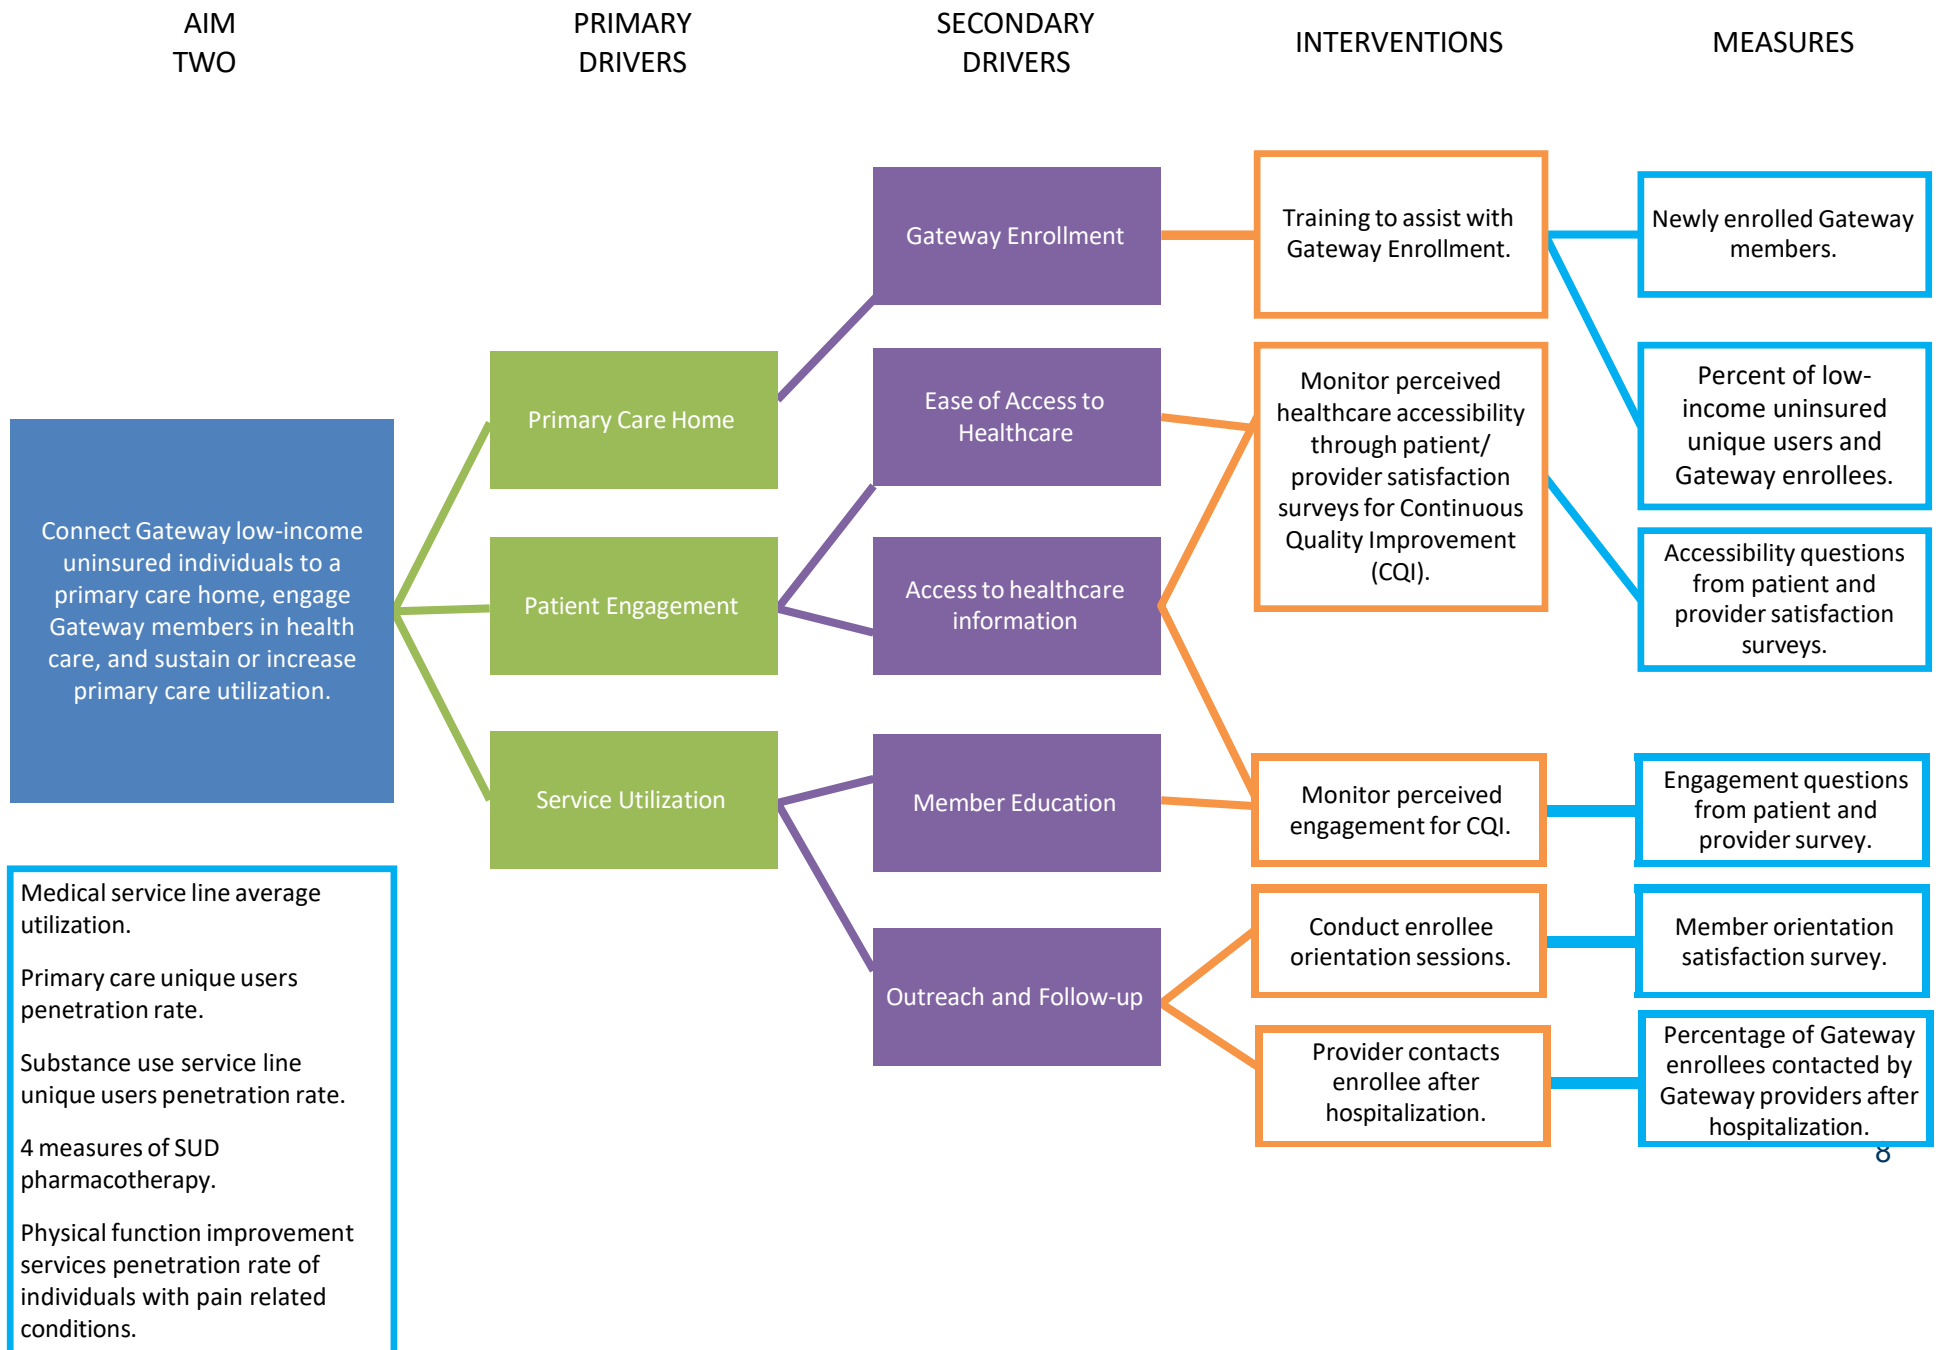 AIM
TWO
PRIMARY
DRIVERS
SECONDARY
DRIVERS
INTERVENTIONS
MEASURES
Connect Gateway low-income
uninsured individuals to a
primary care home, engage
Gateway members in health
care, and sustain or increase
primary care utilization.
Medical service line average
utilization.
Primary care unique users
penetration rate.
Substance use service line
unique users penetration rate.
4 measures of SUD
pharmacotherapy.
Physical function improvement
services penetration rate of
individuals with pain related
conditions.
Primary Care Home
Patient Engagement
Service Utilization
Gateway Enrollment
Ease of Access to
Healthcare
Access to healthcare
information
Member Education
Outreach and Follow-up
Training to assist with
Gateway Enrollment.
Monitor perceived
healthcare accessibility
through patient/
provider satisfaction
surveys for Continuous
Quality Improvement
(CQI).
Monitor perceived
engagement for CQI.
Conduct enrollee
orientation sessions.
Provider contacts
enrollee after
hospitalization.
Newly enrolled Gateway
members.
Percent of low-
income uninsured
unique users and
Gateway enrollees.
Accessibility questions
from patient and
provider satisfaction
surveys.
Engagement questions
from patient and
provider survey.
Member orientation
satisfaction survey.
Percentage of Gateway
enrollees contacted by
Gateway providers after
hospitalization.
8